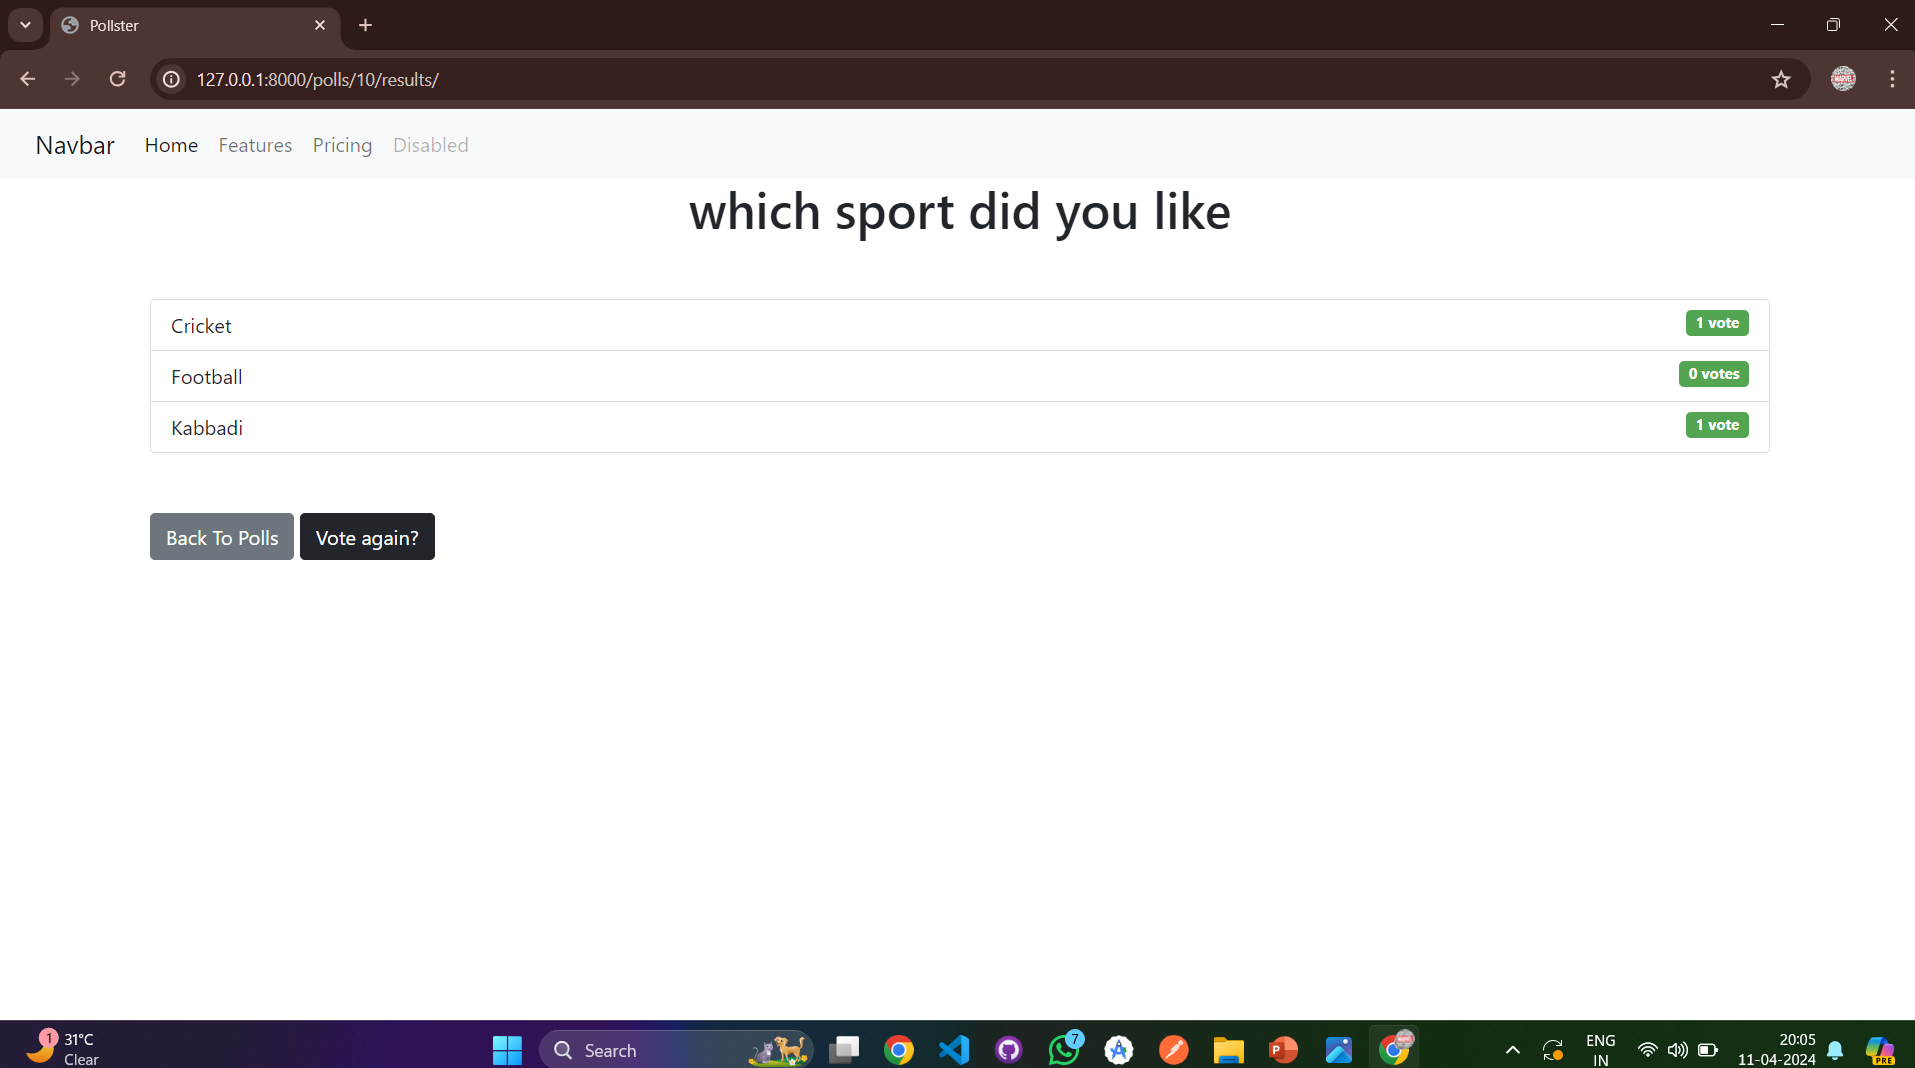 Pollster
127.0.0.1:8000/polls/10/results/
Navbar Home Features Pricing Disabled
which sport did you like
Cricket 1 vote
Football 0 votes
Kabbadi 1 vote
Back To Polls Vote again?
1 31°C
Clear
Search
7
P
ENG
IN
20:05
11-04-2024
PRE